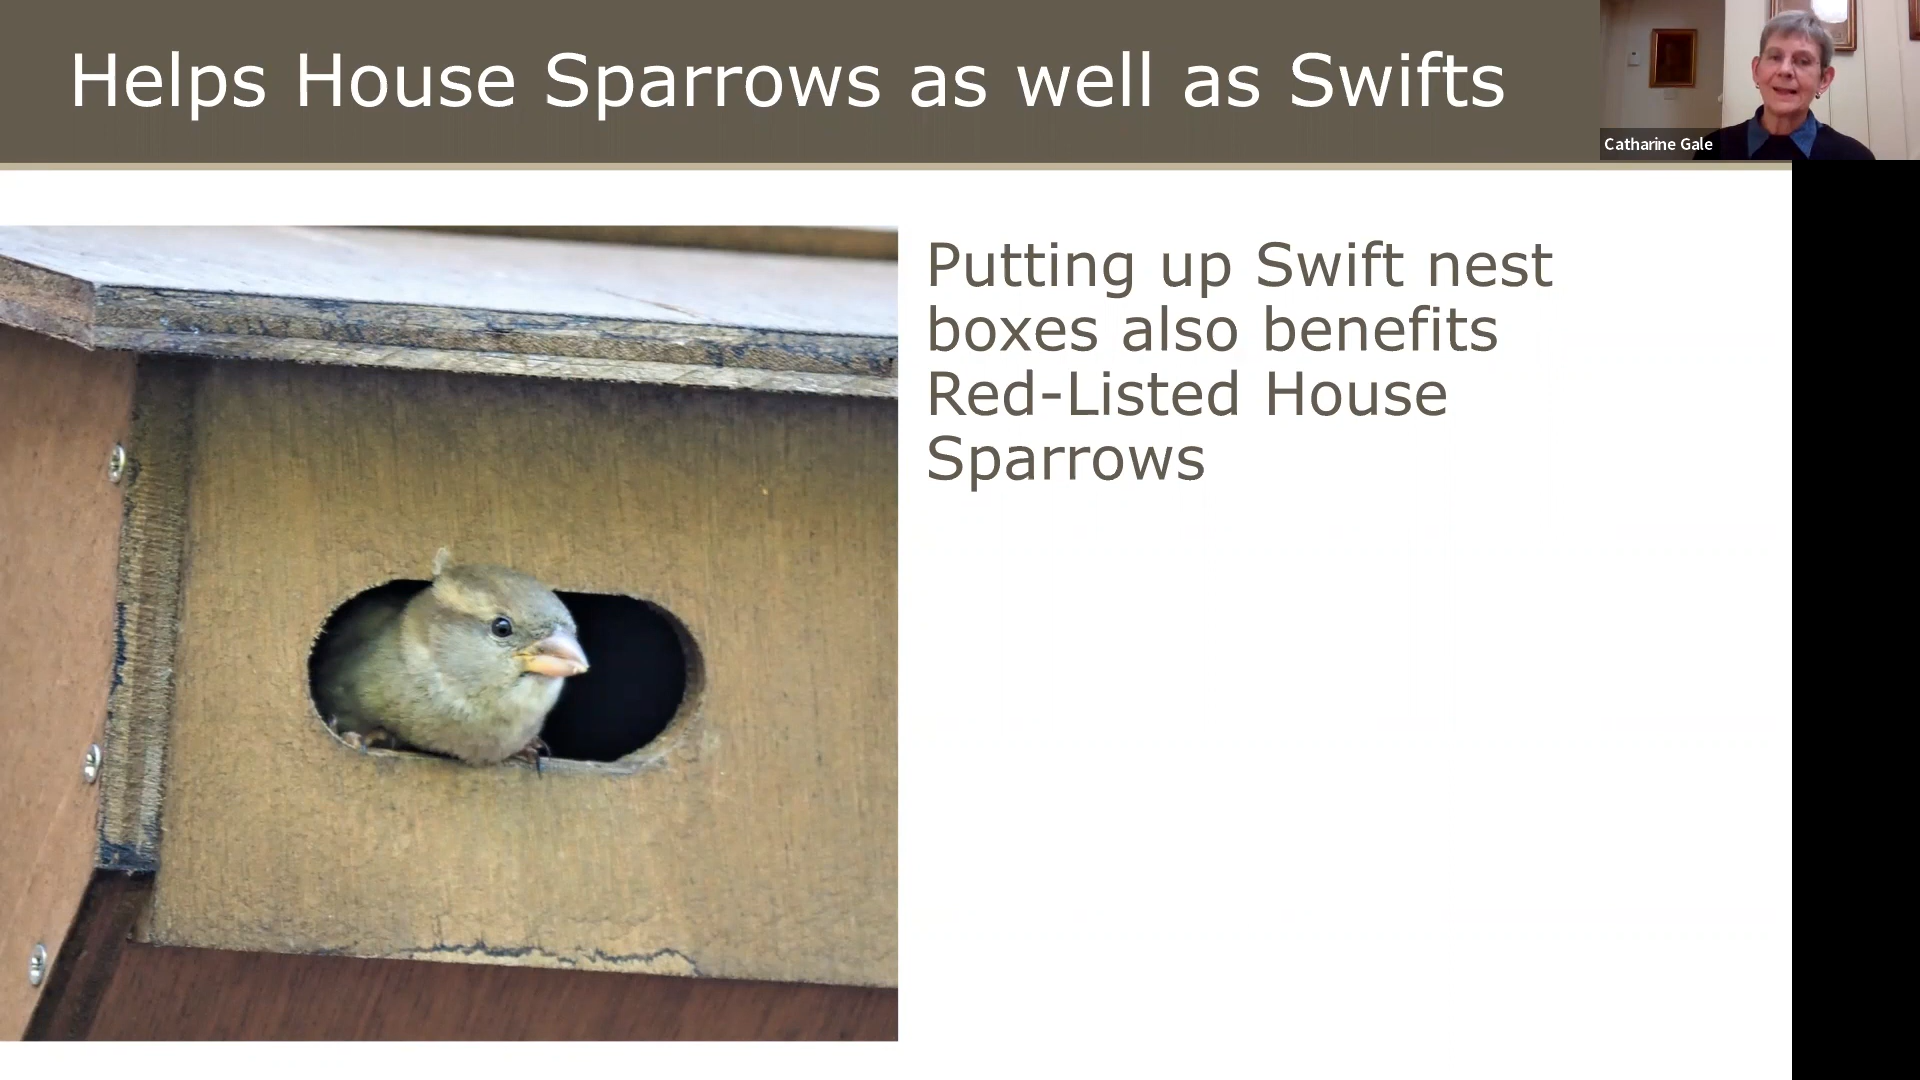 Helps House Sparrows as well as Swifts
Catharine Gale
Putting up Swift nest
boxes also benefits
Red-Listed House
Sparrows